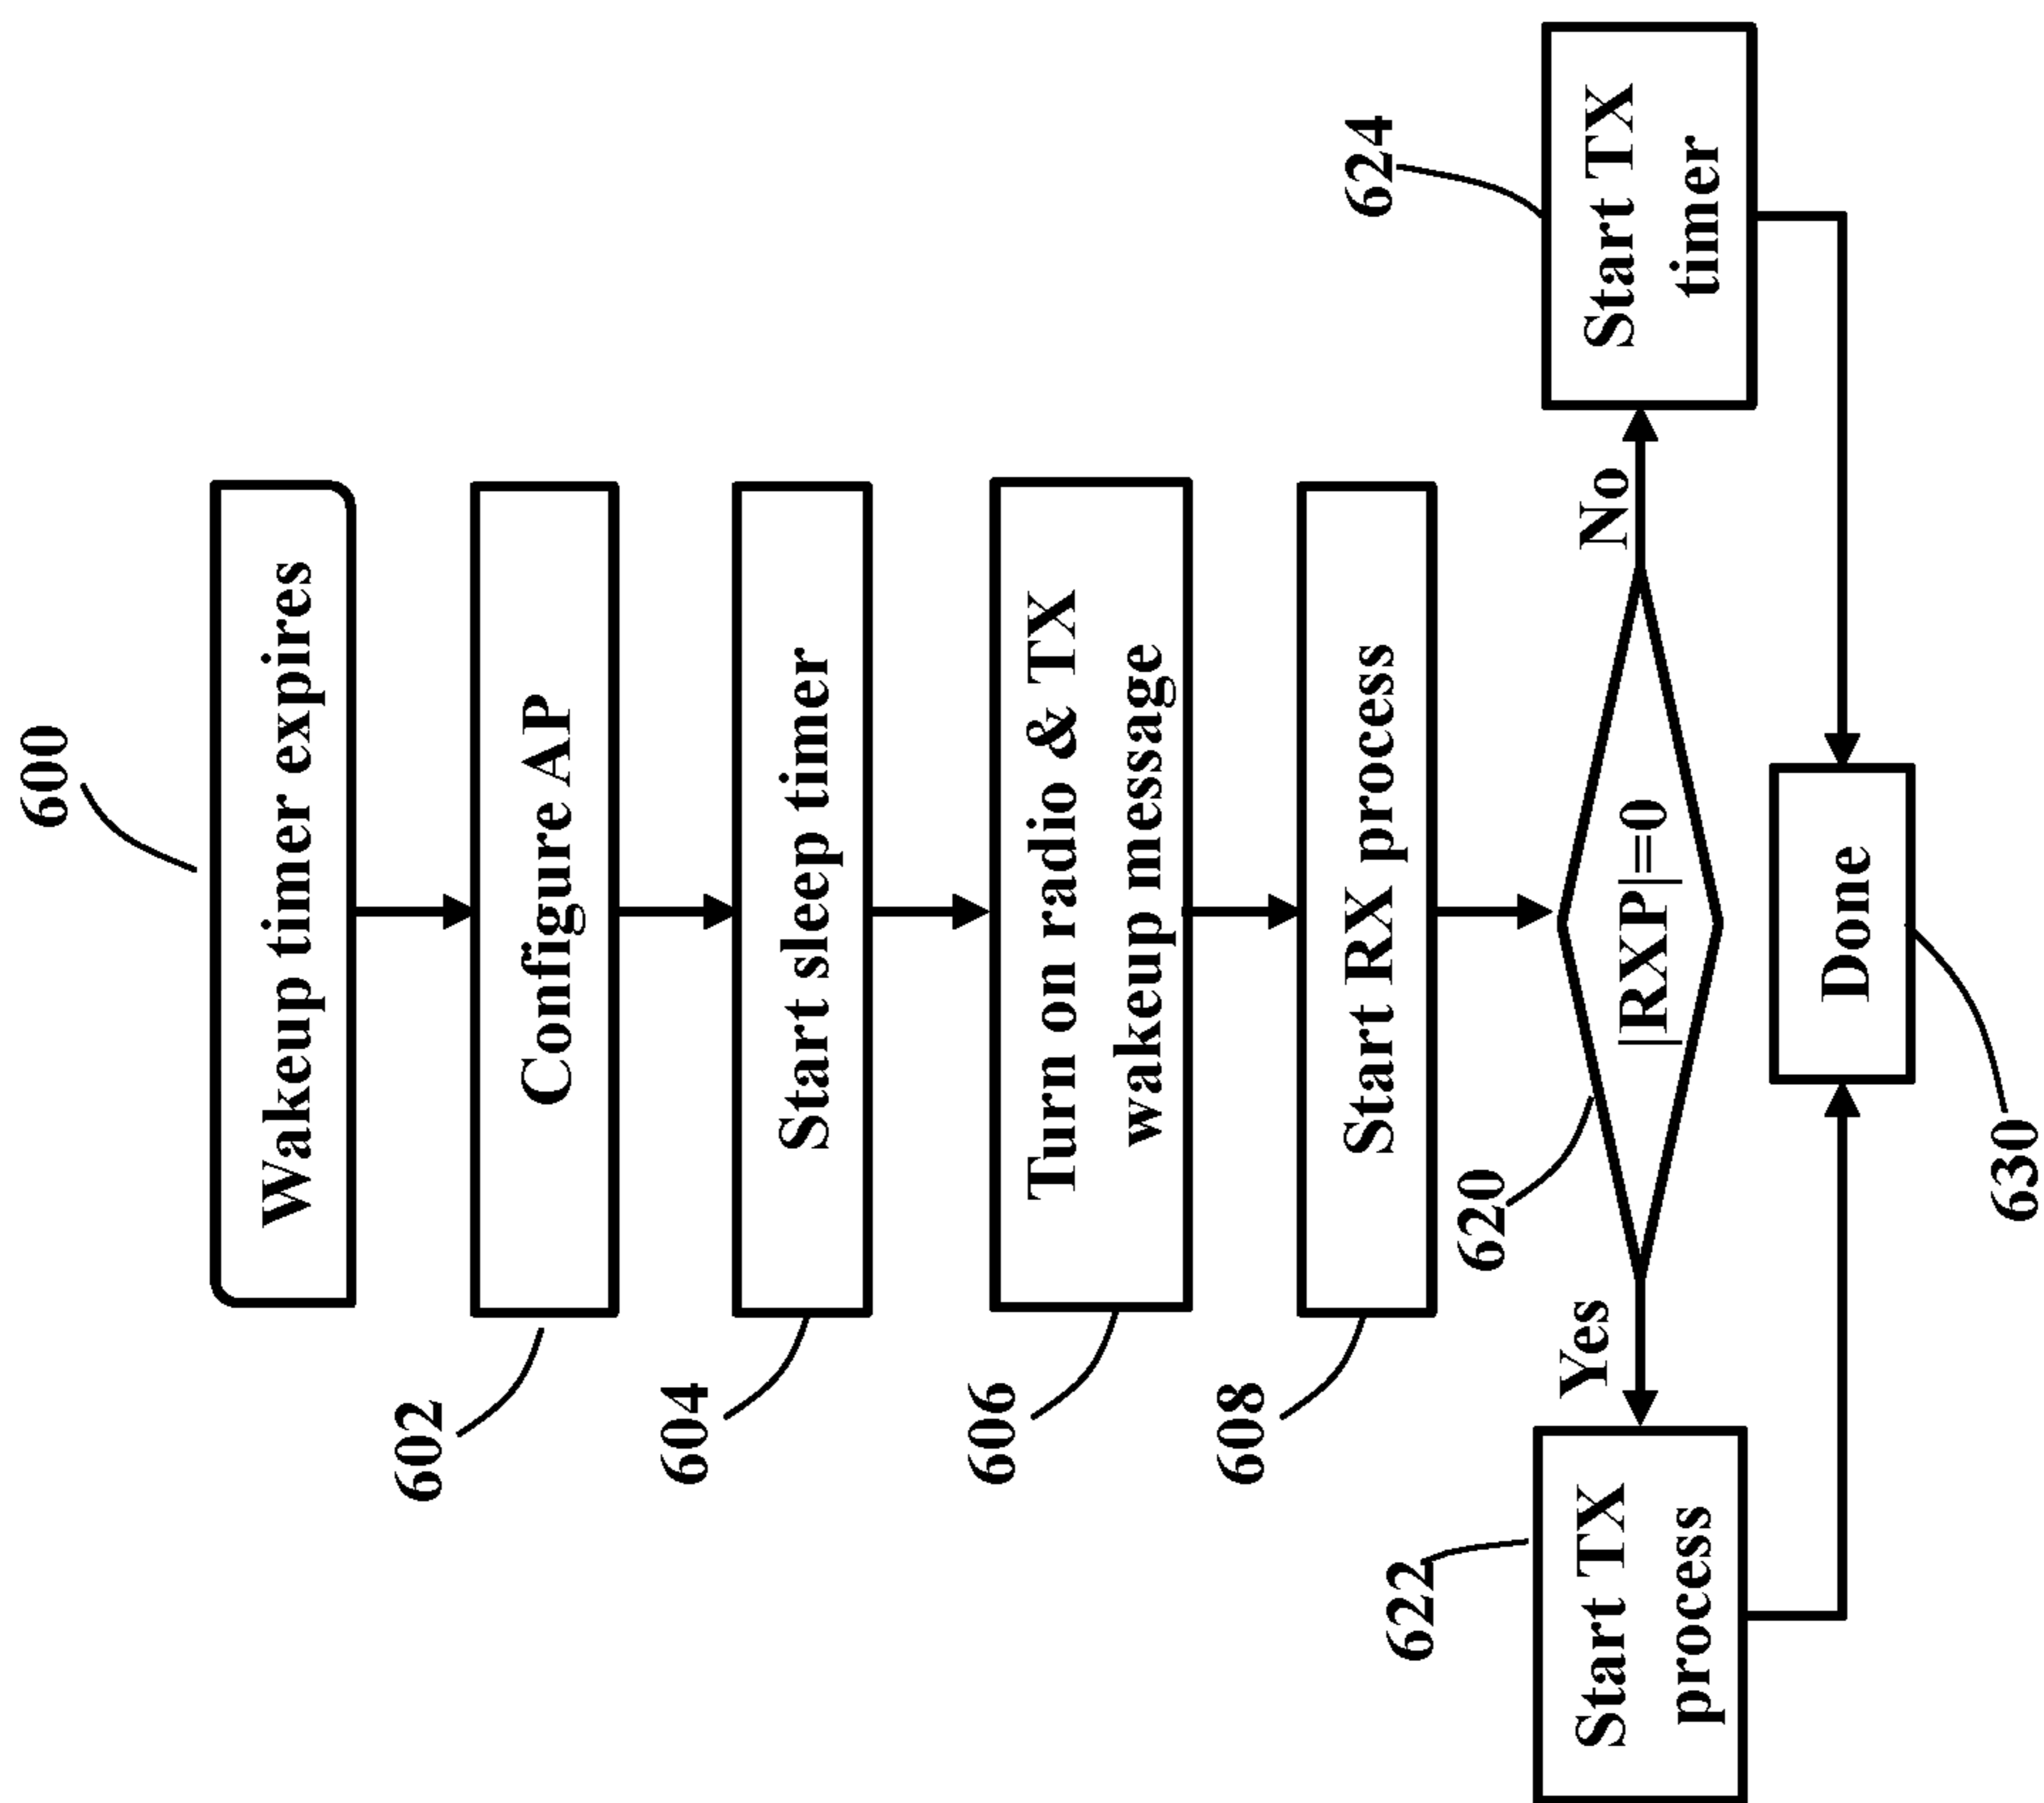 600
Wakeup timer expires
602
Configure AP
604
Start sleep timer
606
Turn on radio & TX
wakeup message
608
Start RX process
620
|RXP|=0
Yes
No
622
Start TX
process
624
Start TX
timer
Done
630